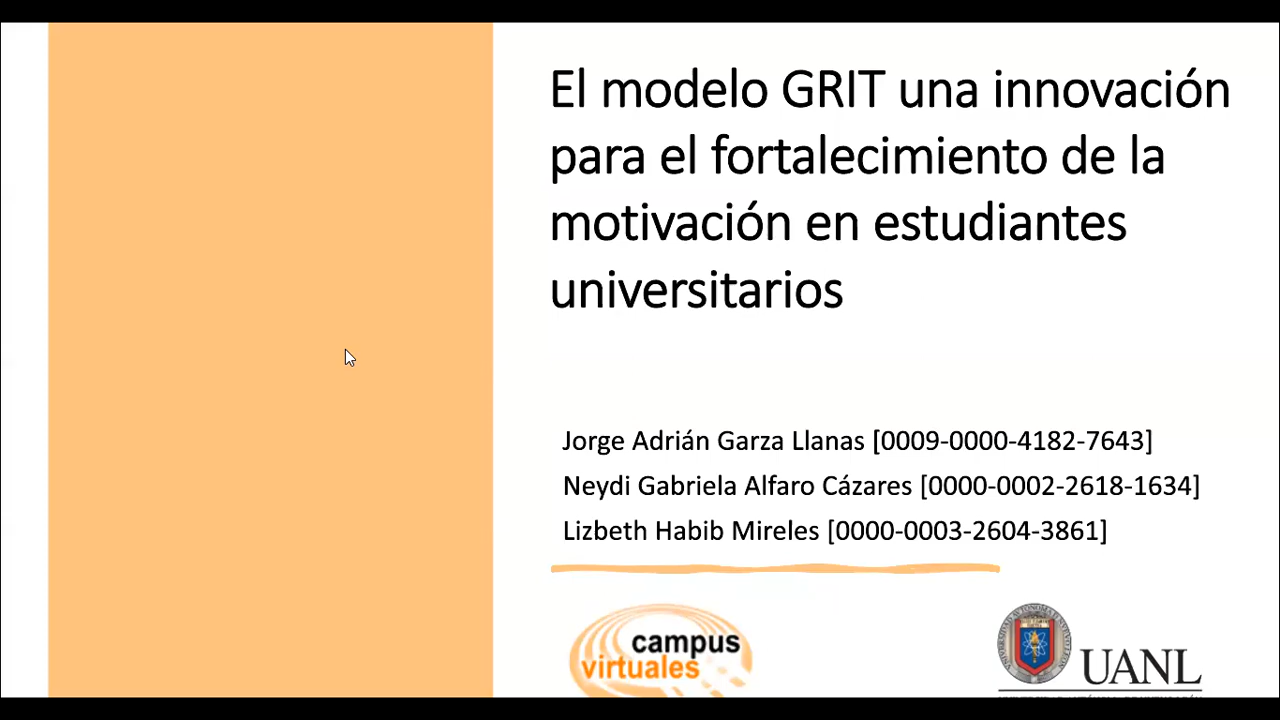 El modelo GRIT una innovación
para el fortalecimiento de la
motivación en estudiantes
universitarios
Jorge Adrián Garza Llanas [0009-0000-4182-7643]
Neydi Gabriela Alfaro Cázares [0000-0002-2618-1634]
Lizbeth Habib Mireles [0000-0003-2604-3861]
campus
virtuales
UANL